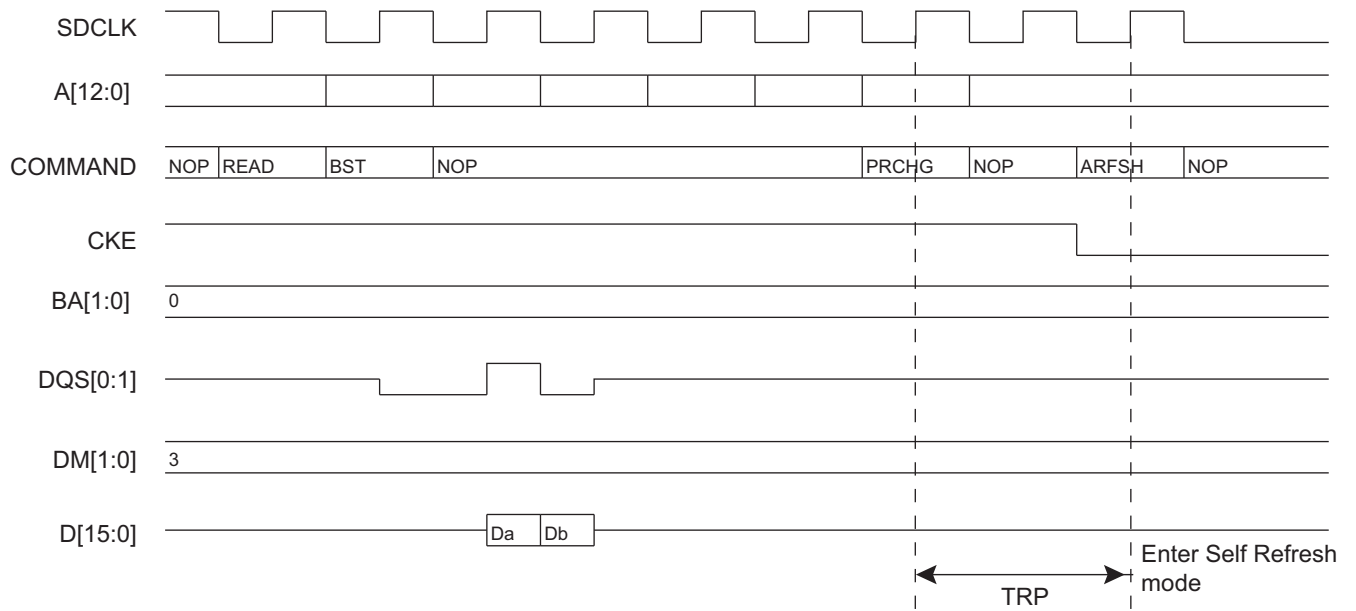 SDCLK
A[12:0]
COMMAND NOP READ BST NOP PRCHG NOP ARFSH NOP
CKE
BA[1:0] 0
DQS[0:1]
DM[1:0] 3
D[15:0] Da Db
TRP
Enter Self Refresh
mode